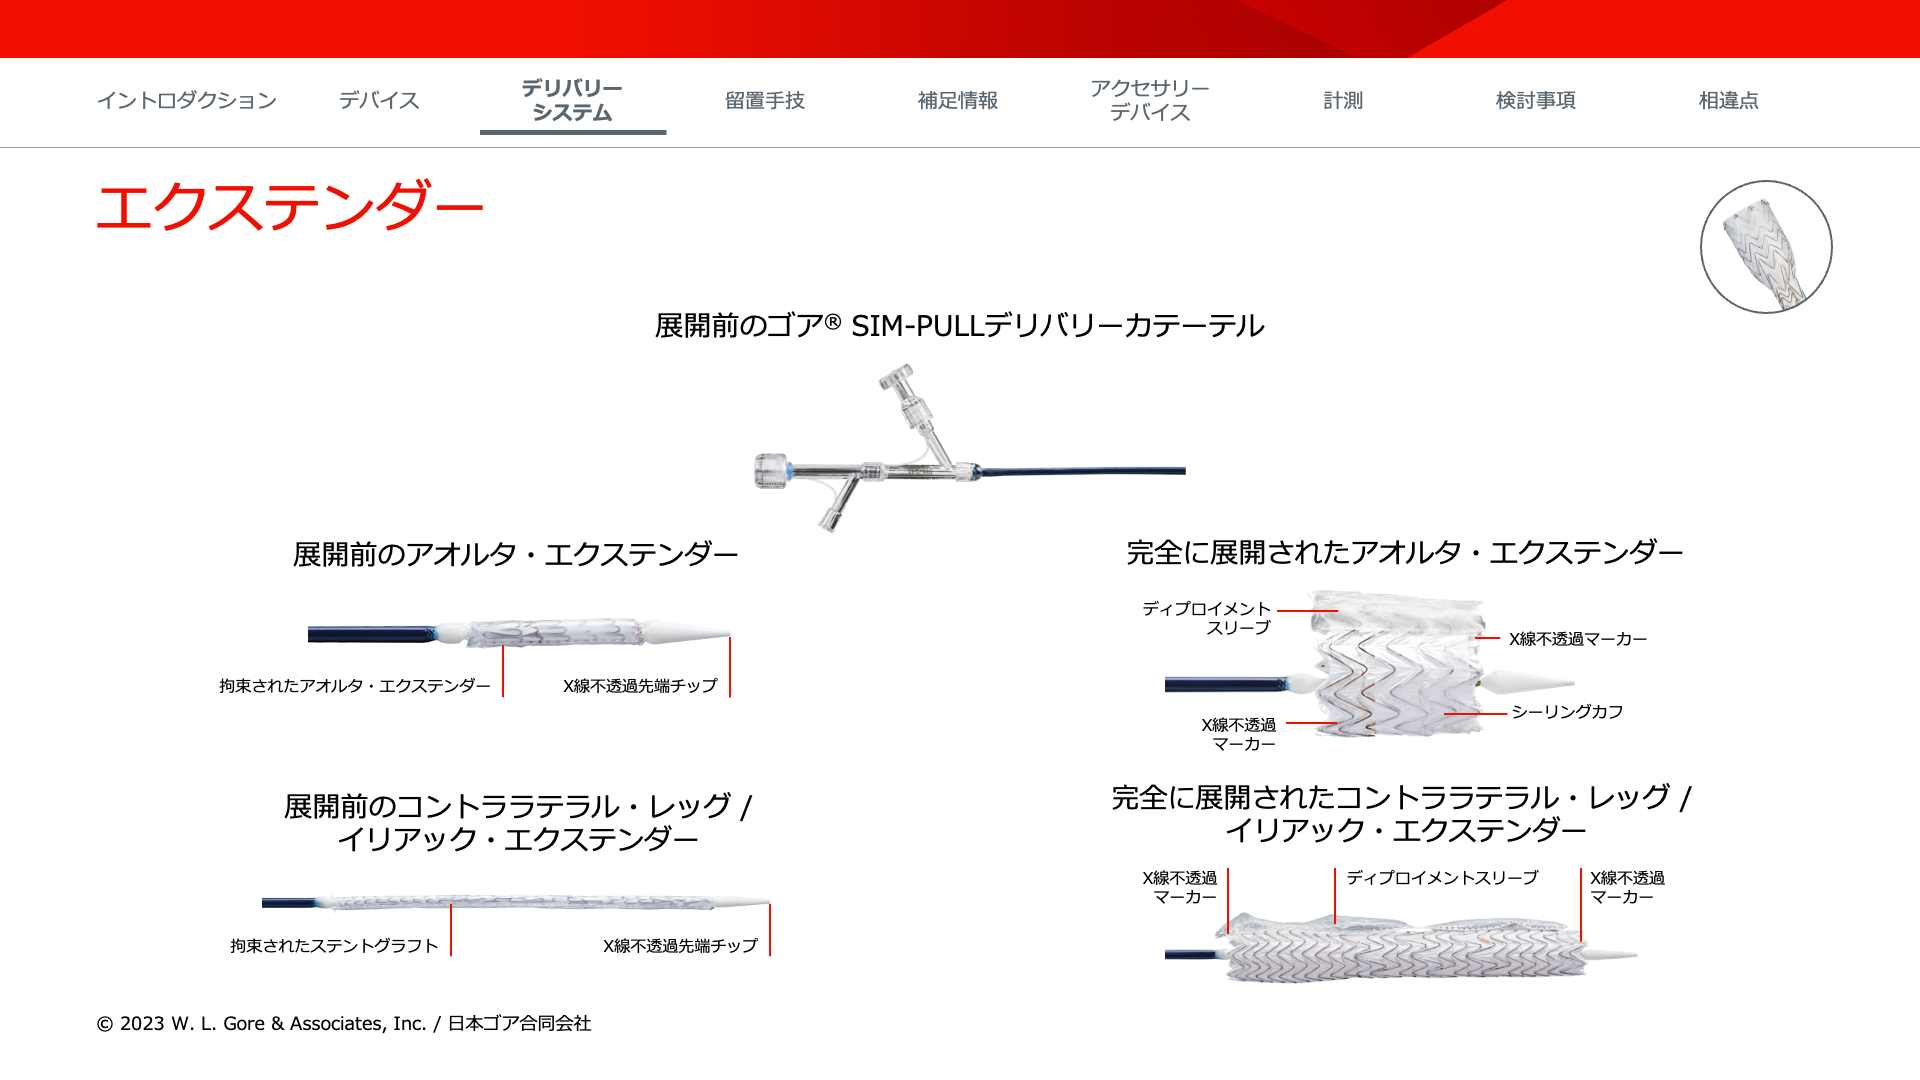 イントロダクション
デバイス
デリバリー
システム
留置手技
補足情報
アクセサリー
デバイス
計測
検討事項
相違点
エクステンダー
展開前のゴア® SIM-PULLデリバリーカテーテル
展開前のアオルタ・エクステンダー
拘束されたアオルタ・エクステンダー
X線不透過先端チップ
完全に展開されたアオルタ・エクステンダー
ディプロイメント
スリーブ
X線不透過マーカー
X線不透過
マーカー
シーリングカフ
展開前のコントララテラル・レッグ /
イリアック・エクステンダー
拘束されたステントグラフト
X線不透過先端チップ
完全に展開されたコントララテラル・レッグ /
イリアック・エクステンダー
X線不透過
マーカー
ディプロイメントスリーブ
X線不透過
マーカー
© 2023 W. L. Gore & Associates, Inc. / 日本ゴア合同会社